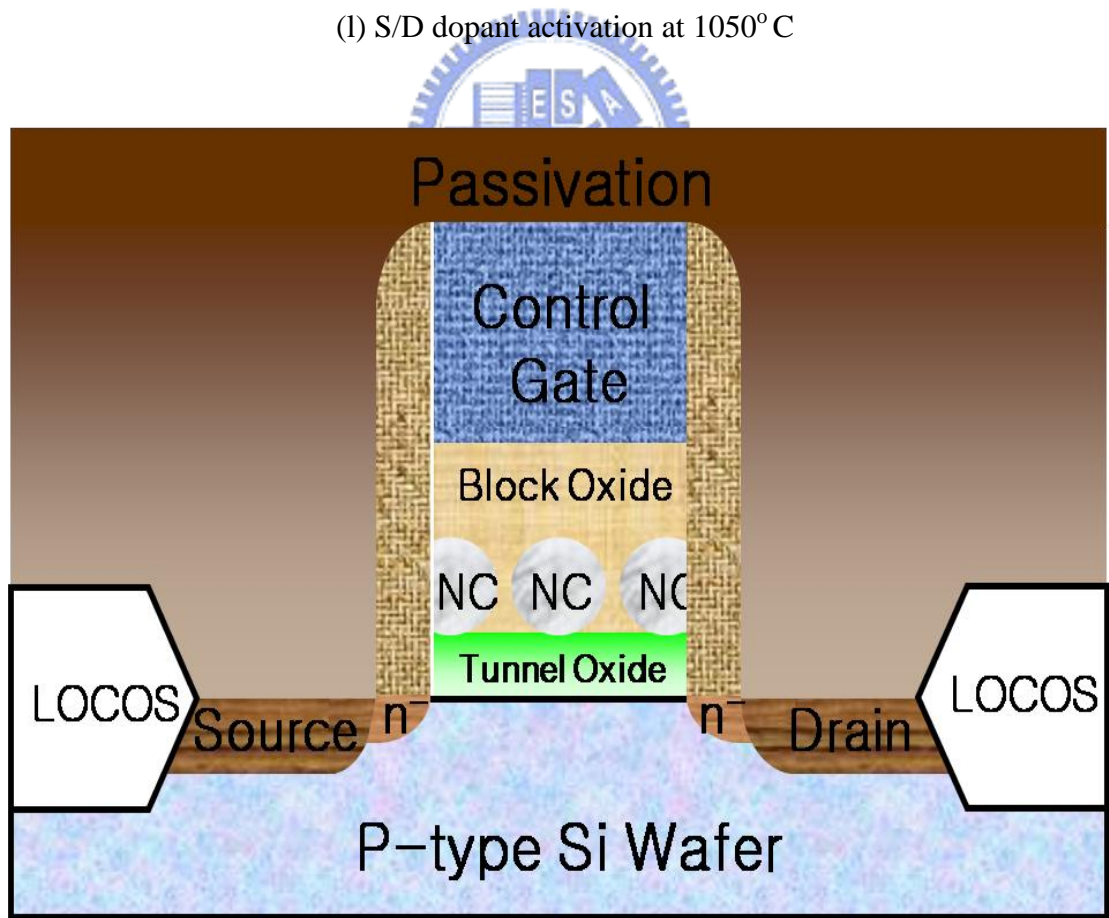 (l) S/D dopant activation at 1050° C
E S A
Passivation
Control
Gate
Block Oxide
NC NC NC
Tunnel Oxide
LOCOS Source n⁻ n⁻ Drain LOCOS
P-type Si Wafer